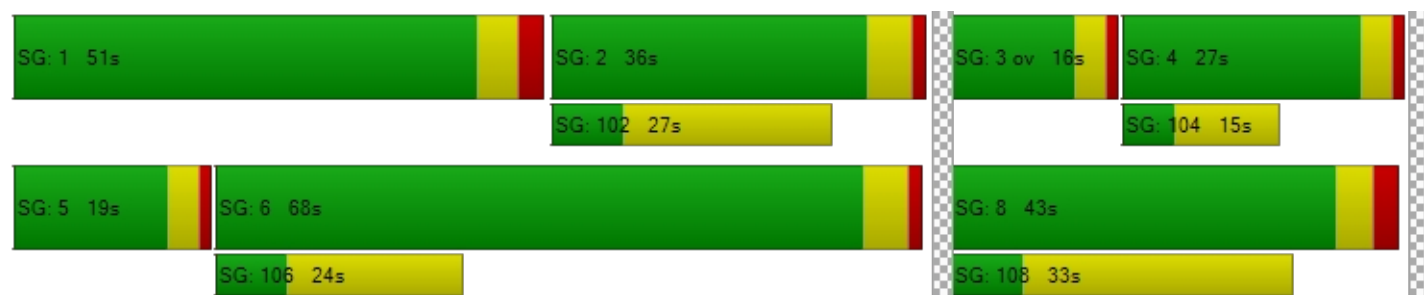 SG: 1 51s
SG: 2 36s
SG: 3 ov 16s
SG: 4 27s
SG: 102 27s
SG: 104 15s
SG: 5 19s
SG: 6 68s
SG: 8 43s
SG: 106 24s
SG: 108 33s